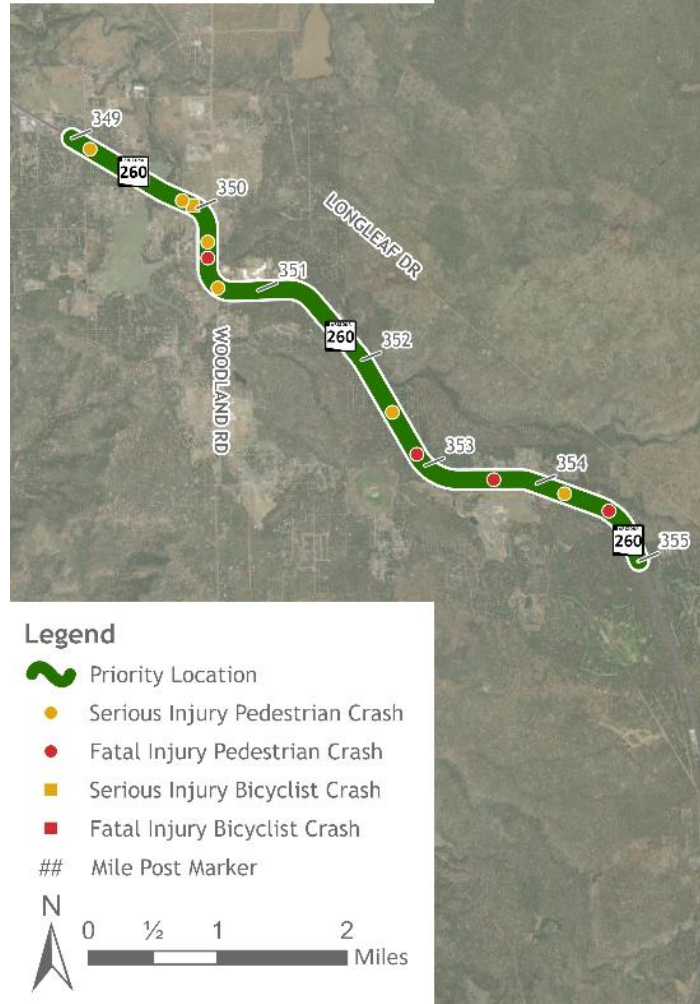 349
260
350
LONGLEAF DR
351
260
352
WOODLAND RD
353
354
260
355
Legend
Priority Location
Serious Injury Pedestrian Crash
Fatal Injury Pedestrian Crash
Serious Injury Bicyclist Crash
Fatal Injury Bicyclist Crash
## Mile Post Marker
N
0 ½ 1 2
Miles